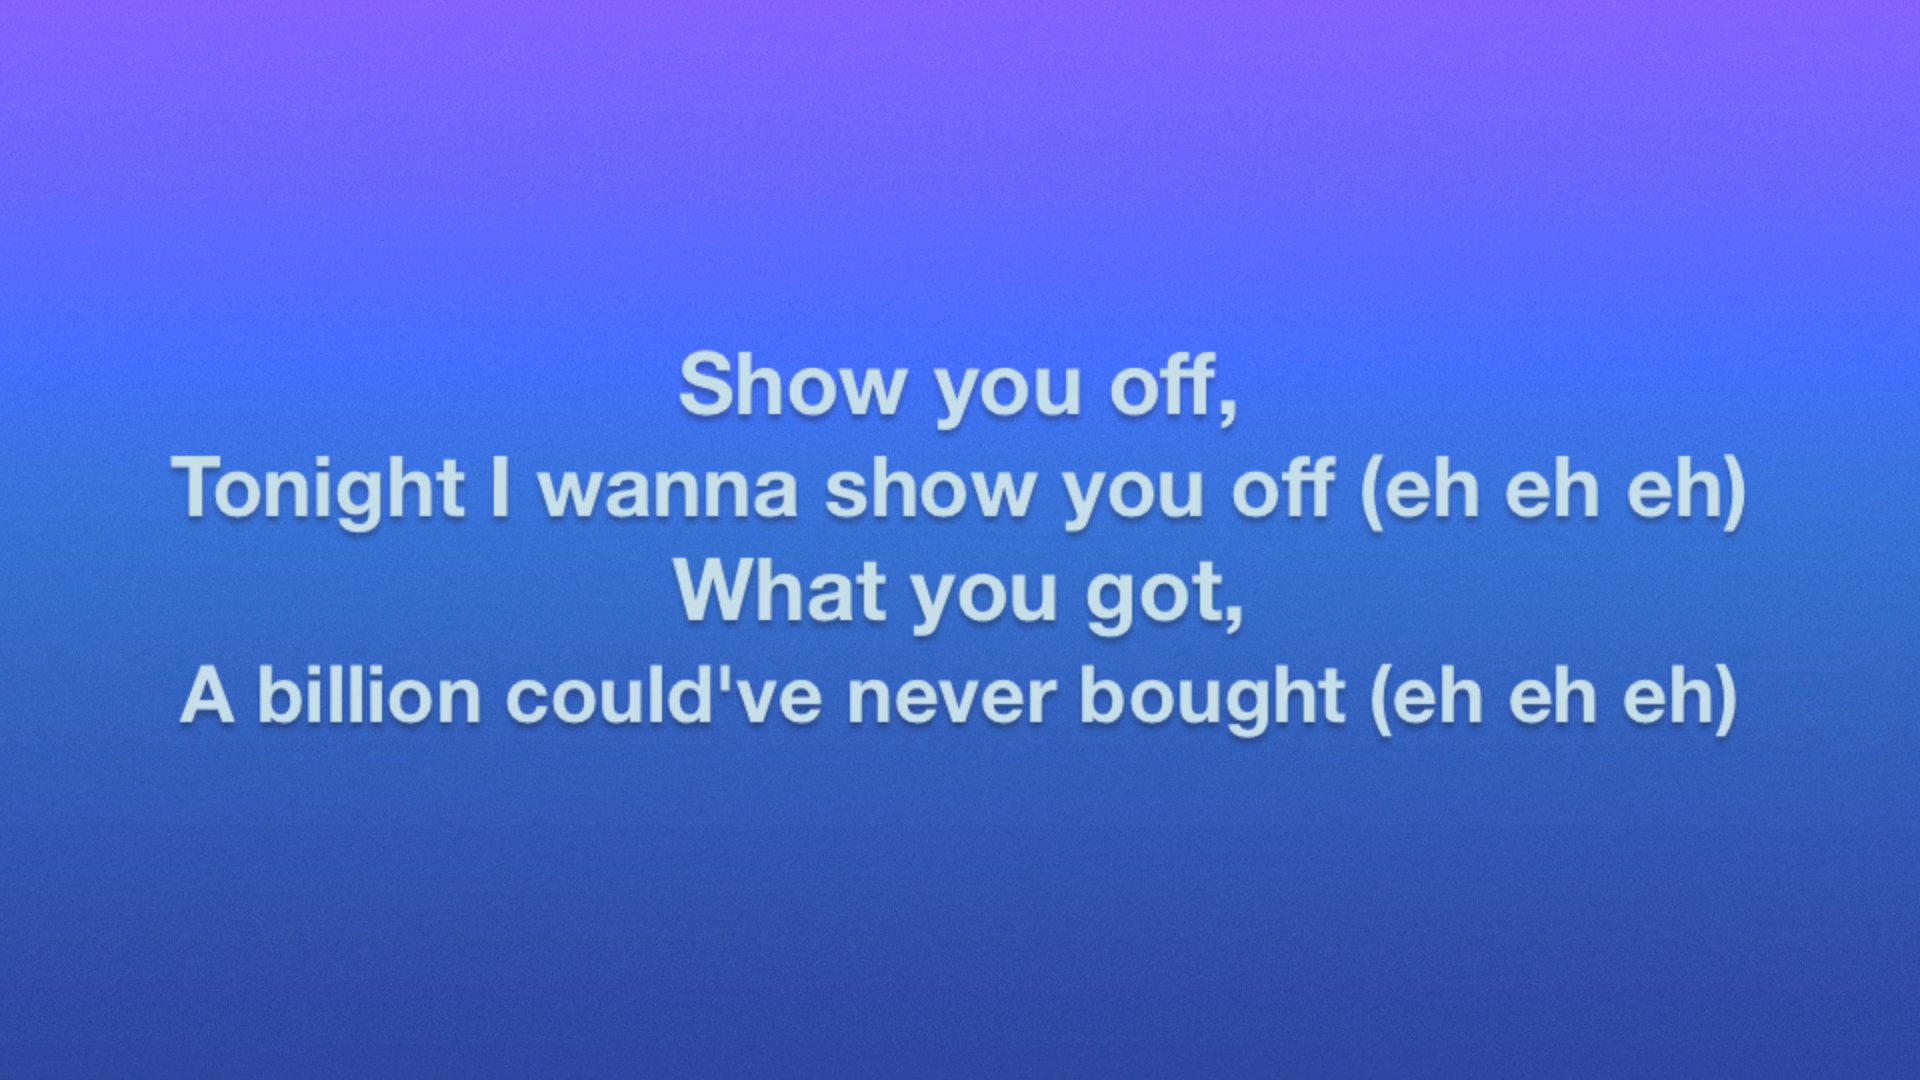 Show you off,
Tonight I wanna show you off (eh eh eh)
What you got,
A billion could've never bought (eh eh eh)